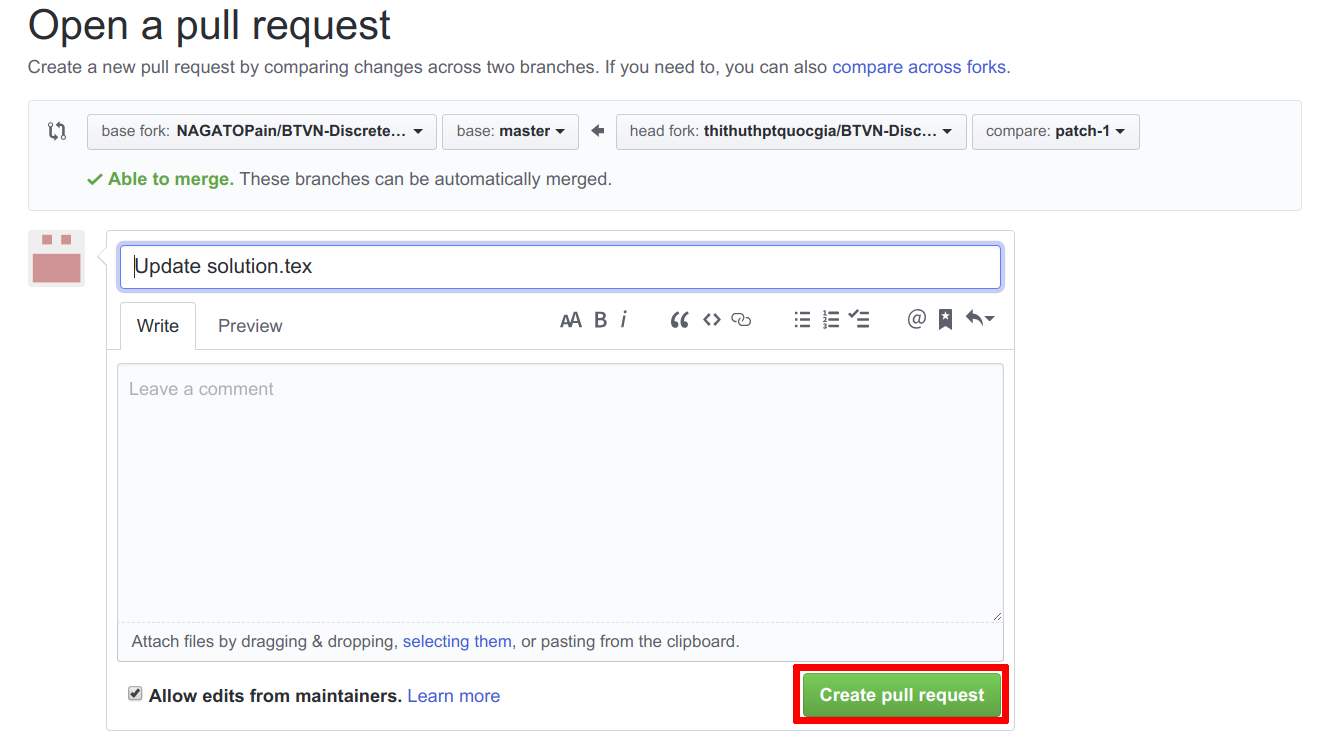 Open a pull request
Create a new pull request by comparing changes across two branches. If you need to, you can also compare across forks.
base fork: NAGATOPain/BTVN-Discrete… base: master head fork: thithuthptquocgia/BTVN-Disc… compare: patch-1
Able to merge. These branches can be automatically merged.
Update solution.tex
Write Preview AA B i @
Leave a comment
Attach files by dragging & dropping, selecting them, or pasting from the clipboard.
Allow edits from maintainers. Learn more Create pull request